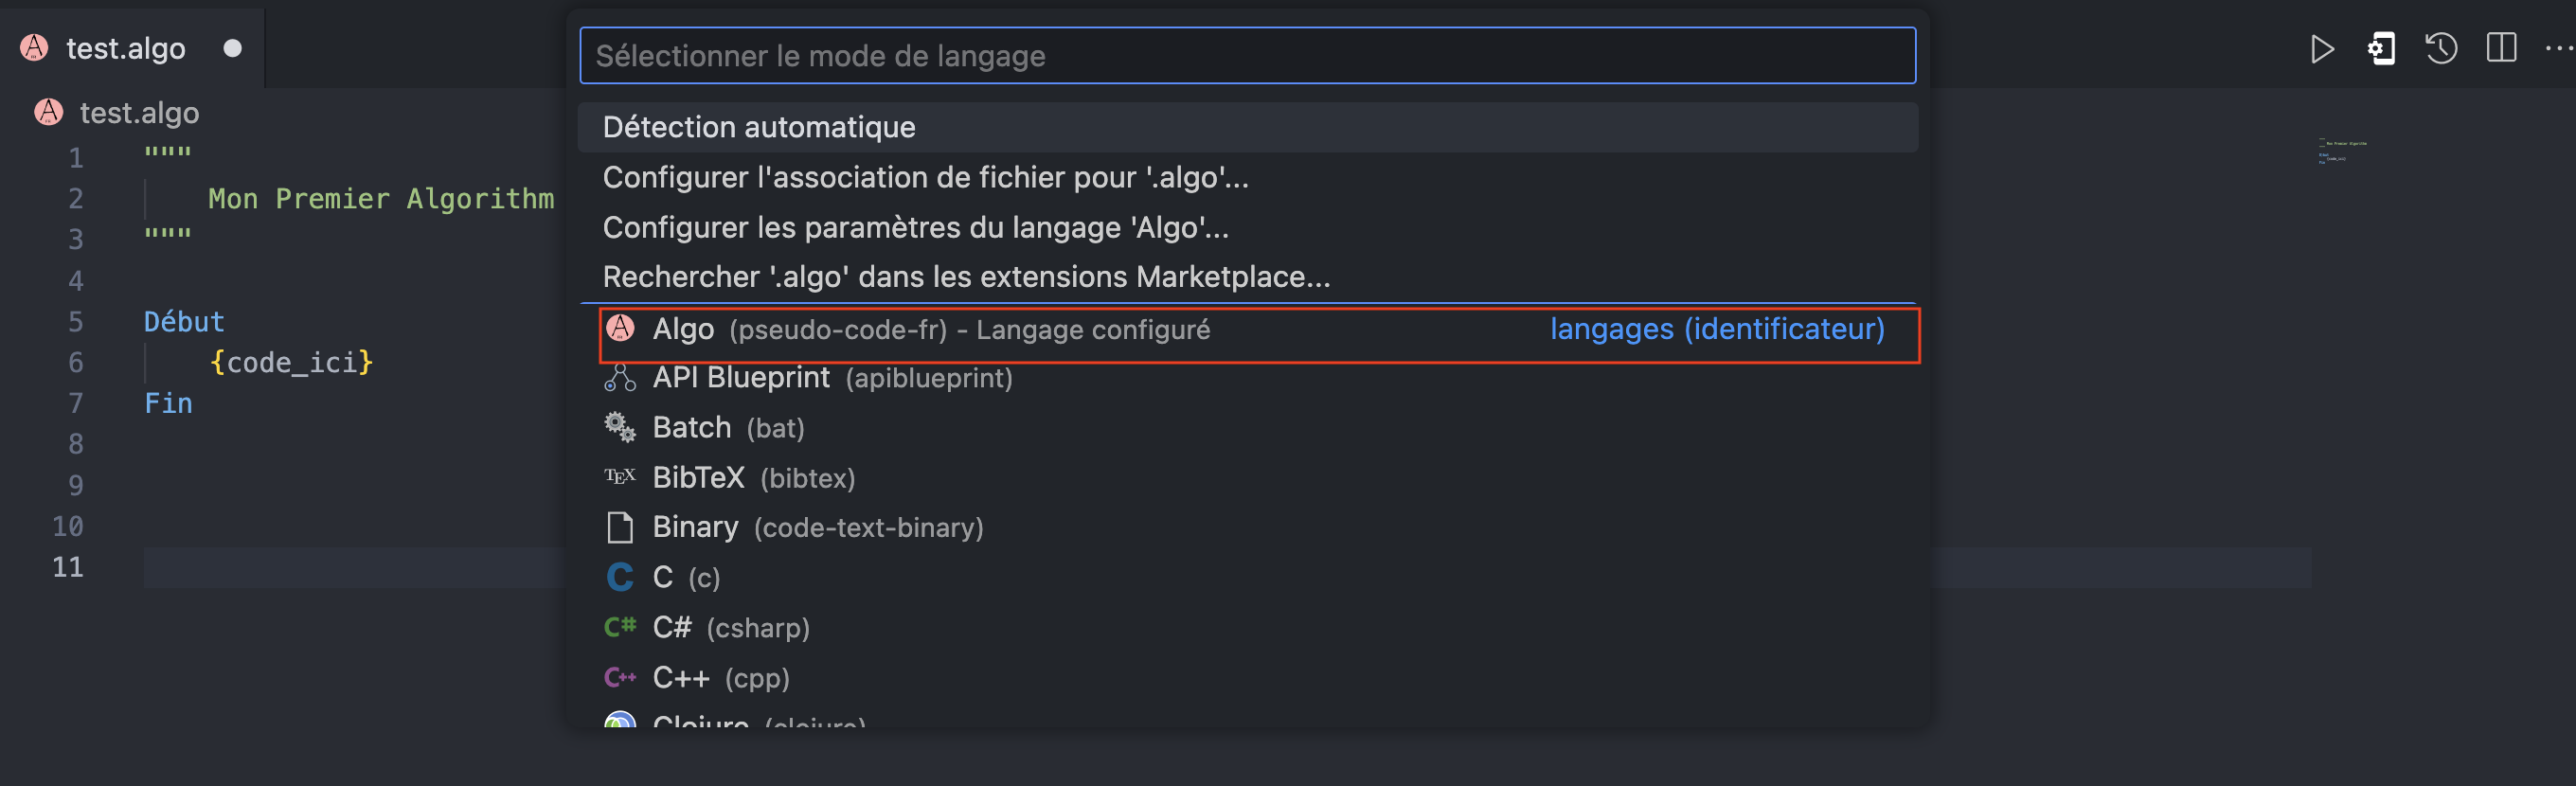 test.algo
test.algo
1 """
2 Mon Premier Algorithm
3 """
4
5 Début
6 {code_ici}
7 Fin
8
9
10
11
Sélectionner le mode de langage
Détection automatique
Configurer l'association de fichier pour '.algo'...
Configurer les paramètres du langage 'Algo'...
Rechercher '.algo' dans les extensions Marketplace...
Algo (pseudo-code-fr) - Langage configuré langages (identificateur)
API Blueprint (apiblueprint)
Batch (bat)
TEX BibTeX (bibtex)
Binary (code-text-binary)
C C (c)
C# C# (csharp)
C++ C++ (cpp)
Clojure (clojure)